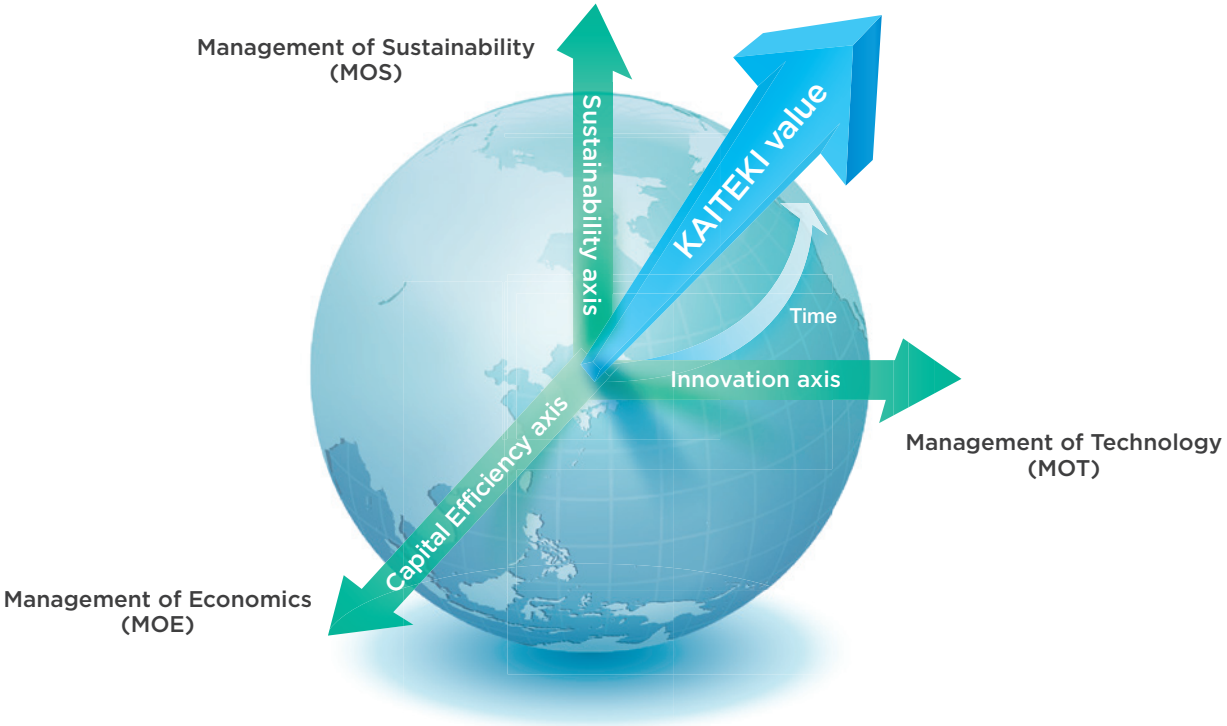 Management of Sustainability
(MOS)
Sustainability axis
KAITEKI value
Time
Innovation axis
Management of Technology
(MOT)
Capital Efficiency axis
Management of Economics
(MOE)